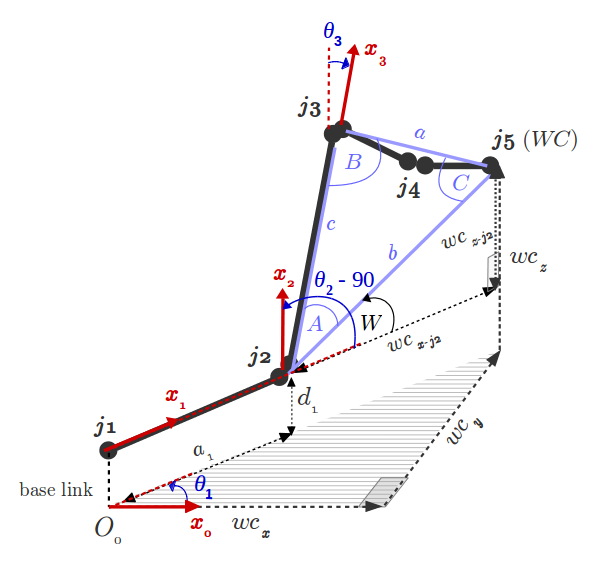 θ₃
x₃
j3
a
j5 (WC)
B
j4
C
c
wc z-j2
wc z
b
x₂
θ₂ - 90
A
W
wc x-j2
j2
x₁
d₁
j1
a₁
wc y
base link
θ₁
O₀
x₀
wc x